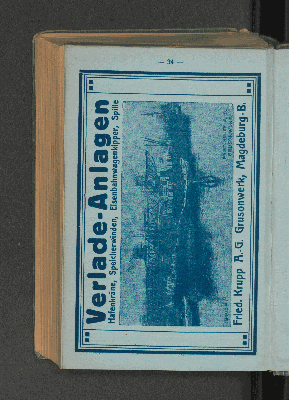 — 34 —
Verlade-Anlagen
Hafenkrane, Speicherwinden, Eisenbahnwagenkipper, Spille
Fried. Krupp A.-G. Grusonwerk, Magdeburg-B.